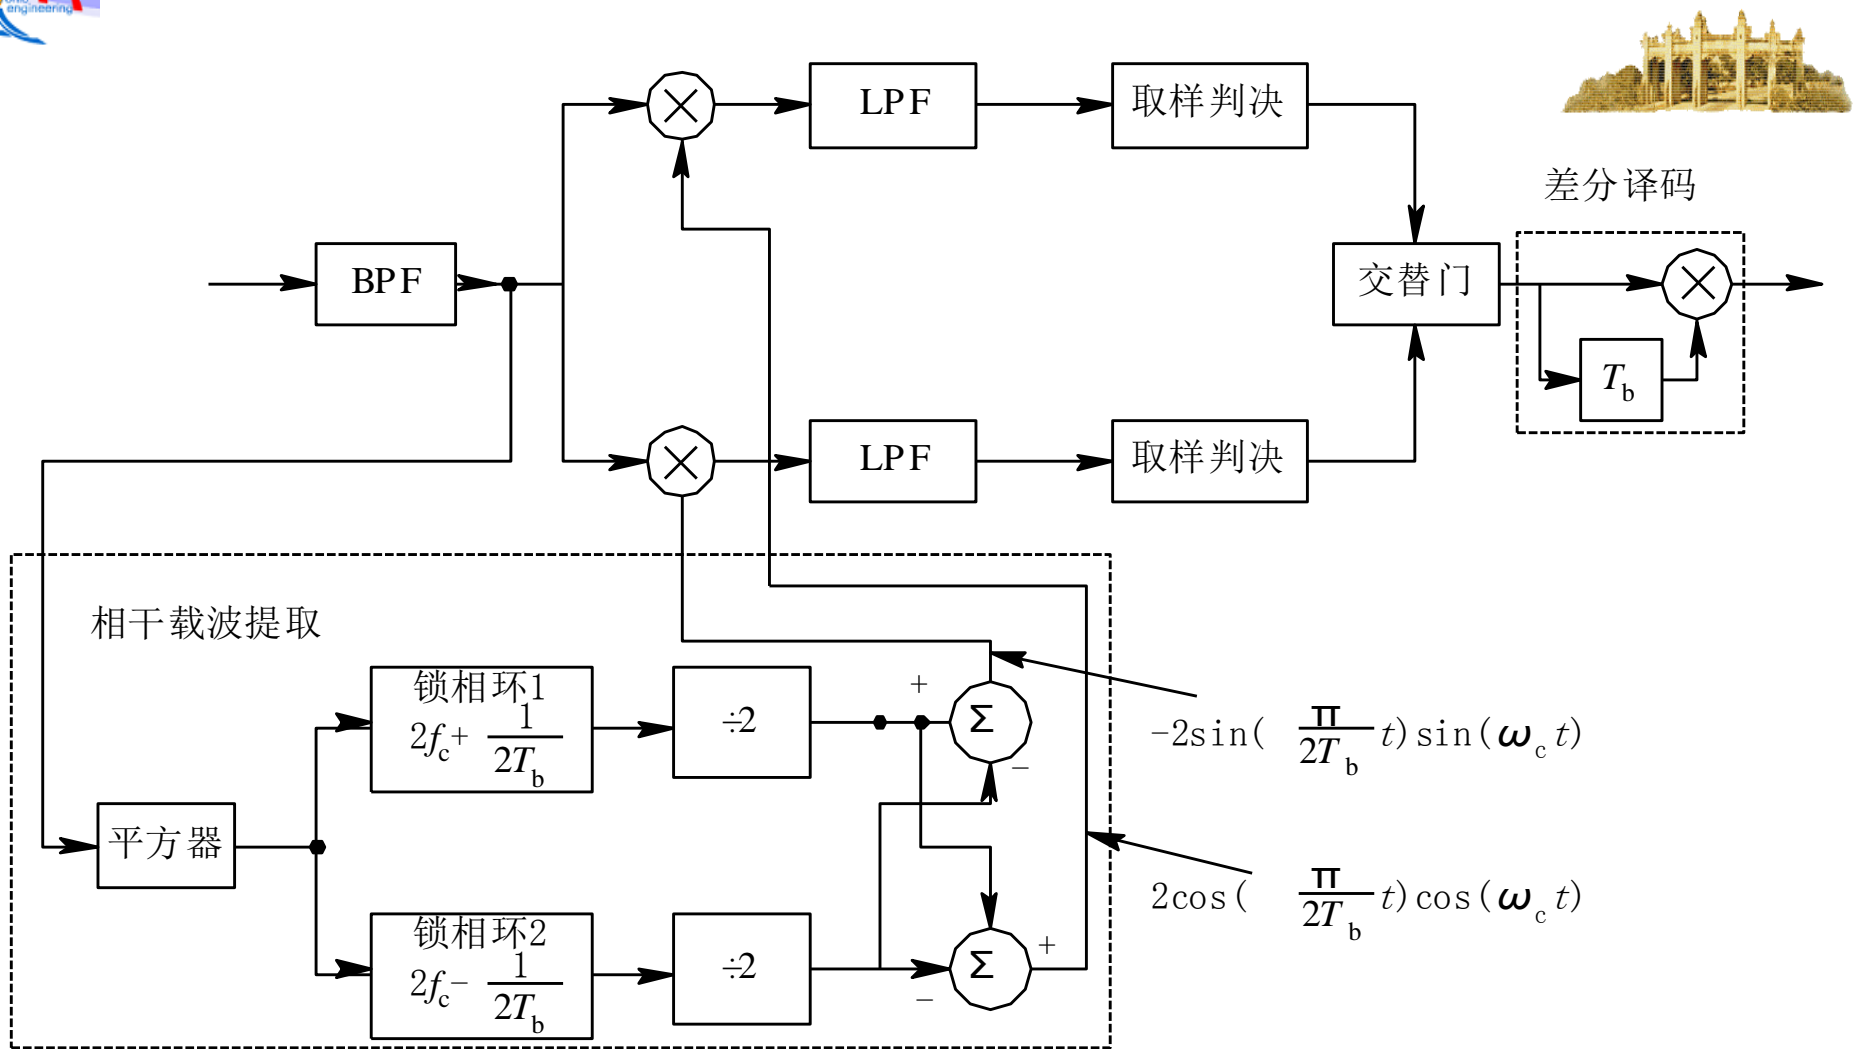 engineering
LPF
取样判决
差分译码
BPF
交替门
T_b
LPF
取样判决
相干载波提取
锁相环1
2f_c+ 1/2T_b
÷2
+
Σ
−
-2sin( π/2T_b t)sin(ω_c t)
平方器
2cos( π/2T_b t)cos(ω_c t)
锁相环2
2f_c− 1/2T_b
÷2
−
Σ
+